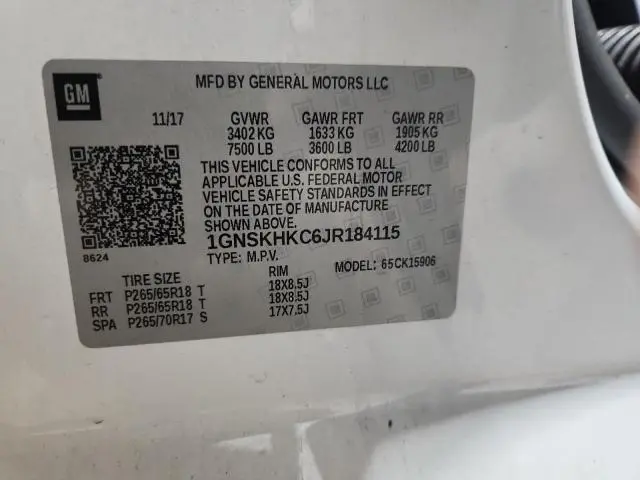 GM
MFD BY GENERAL MOTORS LLC
11/17 GVWR GAWR FRT GAWR RR
3402 KG 1633 KG 1905 KG
7500 LB 3600 LB 4200 LB
THIS VEHICLE CONFORMS TO ALL
APPLICABLE U.S. FEDERAL MOTOR
VEHICLE SAFETY STANDARDS IN EFFECT
ON THE DATE OF MANUFACTURE
SHOWN ABOVE.
1GNSKHKC6JR184115
8624
TYPE: M.P.V. MODEL: 65CK15906
TIRE SIZE RIM
FRT P265/65R18 T 18X8.5J
RR P265/65R18 T 18X8.5J
SPA P265/70R17 S 17X7.5J